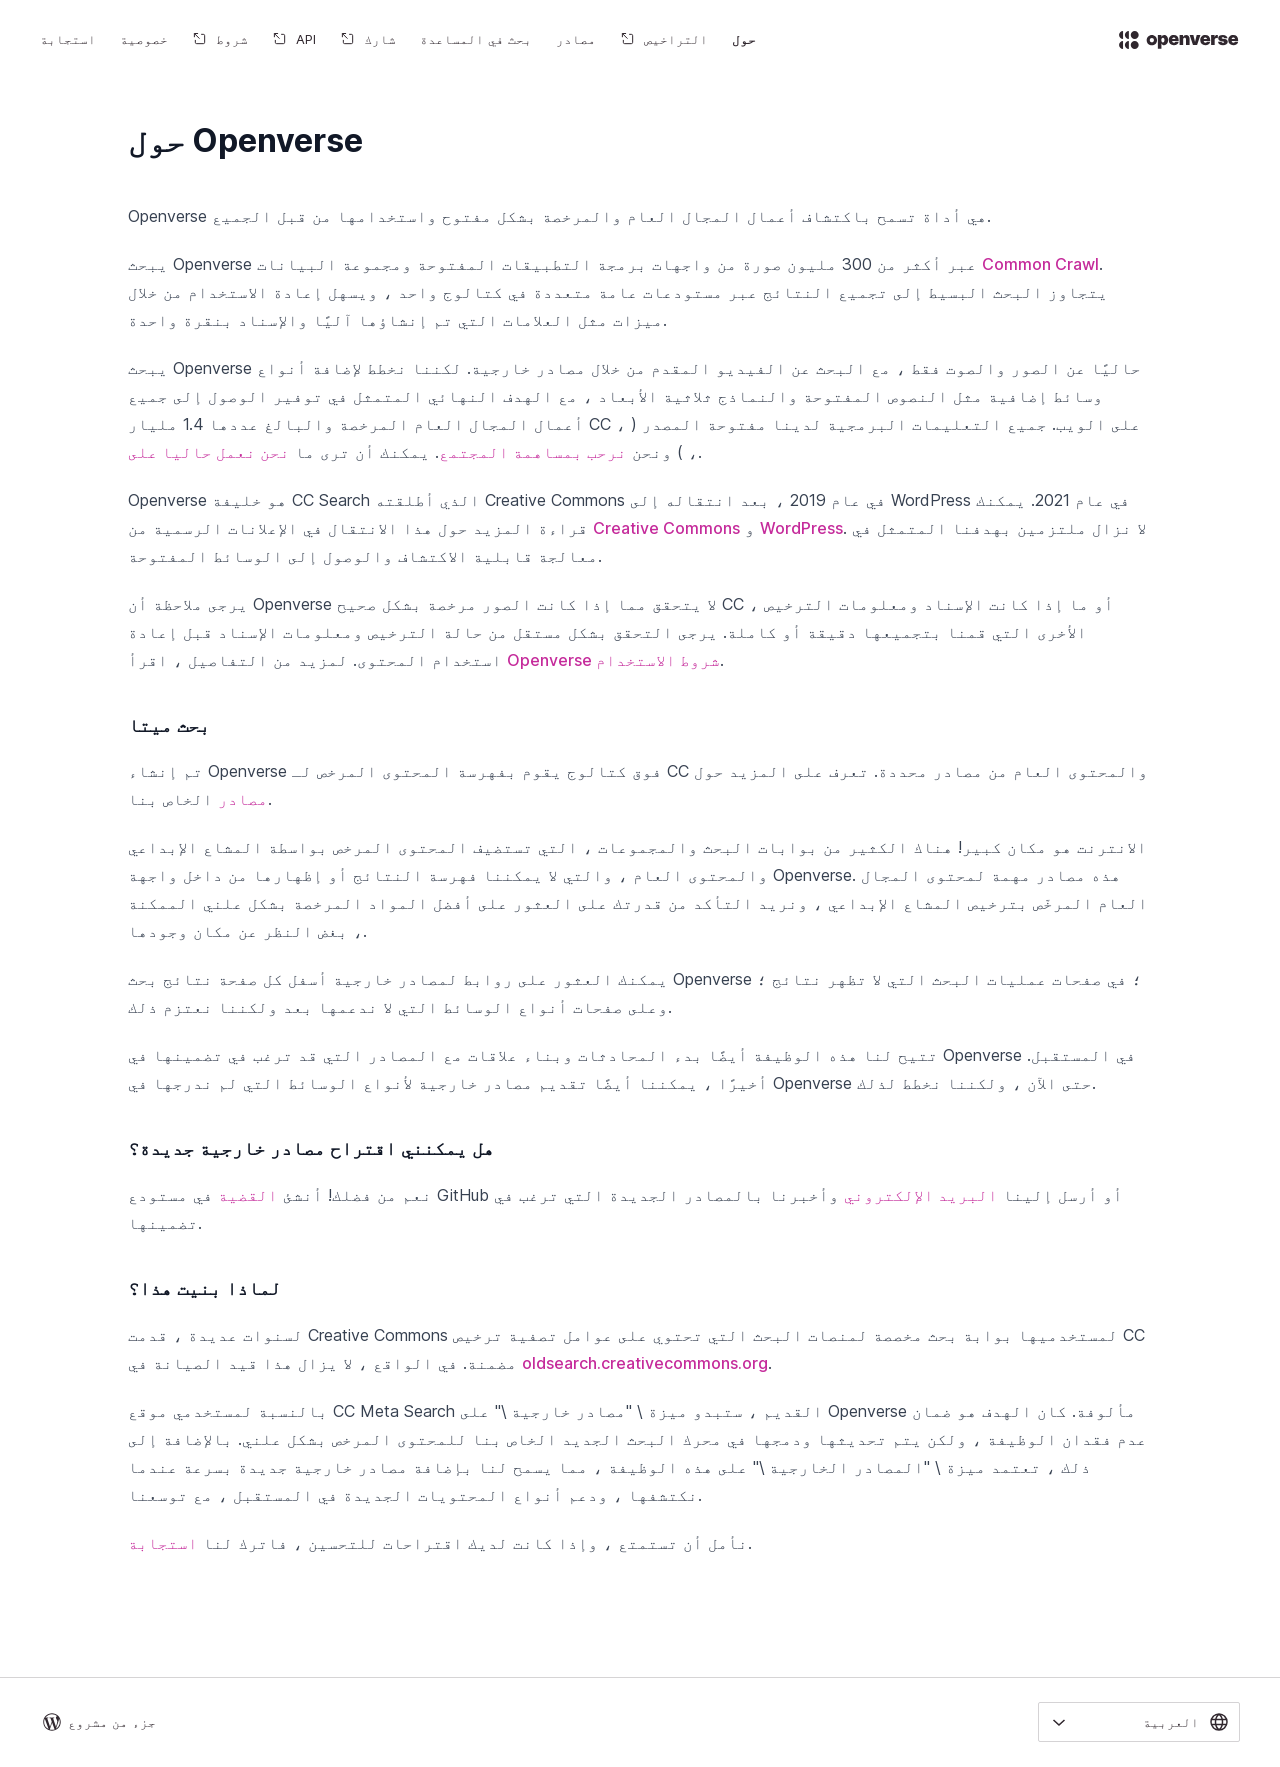 openverse
حول
التراخيص
مصادر
بحث في المساعدة
شارك
API
شروط
خصوصية
استجابة
حول Openverse
Openverse هي أداة تسمح باكتشاف أعمال المجال العام والمرخصة بشكل مفتوح واستخدامها من قبل الجميع.
يبحث Openverse عبر أكثر من 300 مليون صورة من واجهات برمجة التطبيقات المفتوحة ومجموعة البيانات Common Crawl.
يتجاوز البحث البسيط إلى تجميع النتائج عبر مستودعات عامة متعددة في كتالوج واحد ، ويسهل إعادة الاستخدام من خلال
ميزات مثل العلامات التي تم إنشاؤها آليًا والإسناد بنقرة واحدة.
يبحث Openverse حاليًا عن الصور والصوت فقط ، مع البحث عن الفيديو المقدم من خلال مصادر خارجية. لكننا نخطط لإضافة أنواع
وسائط إضافية مثل النصوص المفتوحة والنماذج ثلاثية الأبعاد ، مع الهدف النهائي المتمثل في توفير الوصول إلى جميع
أعمال المجال العام المرخصة والبالغ عددها 1.4 مليار CC ، ) على الويب. جميع التعليمات البرمجية لدينا مفتوحة المصدر
ونحن نرحب بمساهمة المجتمع. يمكنك أن ترى ما نحن نعمل حاليا على ) ،.
Openverse هو خليفة CC Search الذي أطلقته Creative Commons في عام 2019 ، بعد انتقاله إلى WordPress في عام 2021. يمكنك
قراءة المزيد حول هذا الانتقال في الإعلانات الرسمية من Creative Commons و WordPress. لا نزال ملتزمين بهدفنا المتمثل في
معالجة قابلية الاكتشاف والوصول إلى الوسائط المفتوحة.
يرجى ملاحظة أن Openverse لا يتحقق مما إذا كانت الصور مرخصة بشكل صحيح CC ، أو ما إذا كانت الإسناد ومعلومات الترخيص
الأخرى التي قمنا بتجميعها دقيقة أو كاملة. يرجى التحقق بشكل مستقل من حالة الترخيص ومعلومات الإسناد قبل إعادة
استخدام المحتوى. لمزيد من التفاصيل ، اقرأ Openverse شروط الاستخدام.
بحث ميتا
تم إنشاء Openverse فوق كتالوج يقوم بفهرسة المحتوى المرخص لـ CC والمحتوى العام من مصادر محددة. تعرف على المزيد حول
مصادر الخاص بنا.
الانترنت هو مكان كبير! هناك الكثير من بوابات البحث والمجموعات ، التي تستضيف المحتوى المرخص بواسطة المشاع الإبداعي
والمحتوى العام ، والتي لا يمكننا فهرسة النتائج أو إظهارها من داخل واجهة Openverse. هذه مصادر مهمة لمحتوى المجال
العام المرخّص بترخيص المشاع الإبداعي ، ونريد التأكد من قدرتك على العثور على أفضل المواد المرخصة بشكل علني الممكنة
، بغض النظر عن مكان وجودها.
يمكنك العثور على روابط لمصادر خارجية أسفل كل صفحة نتائج بحث Openverse ؛ في صفحات عمليات البحث التي لا تظهر نتائج ؛
وعلى صفحات أنواع الوسائط التي لا ندعمها بعد ولكننا نعتزم ذلك.
تتيح لنا هذه الوظيفة أيضًا بدء المحادثات وبناء علاقات مع المصادر التي قد ترغب في تضمينها في Openverse في المستقبل.
أخيرًا ، يمكننا أيضًا تقديم مصادر خارجية لأنواع الوسائط التي لم ندرجها في Openverse حتى الآن ، ولكننا نخطط لذلك.
هل يمكنني اقتراح مصادر خارجية جديدة؟
نعم من فضلك! أنشئ القضية في مستودع GitHub أو أرسل إلينا البريد الإلكتروني وأخبرنا بالمصادر الجديدة التي ترغب في
تضمينها.
لماذا بنيت هذا؟
لسنوات عديدة ، قدمت Creative Commons لمستخدميها بوابة بحث مخصصة لمنصات البحث التي تحتوي على عوامل تصفية ترخيص CC
مضمنة. في الواقع ، لا يزال هذا قيد الصيانة في oldsearch.creativecommons.org.
بالنسبة لمستخدمي موقع CC Meta Search القديم ، ستبدو ميزة \ "مصادر خارجية \" على Openverse مألوفة. كان الهدف هو ضمان
عدم فقدان الوظيفة ، ولكن يتم تحديثها ودمجها في محرك البحث الجديد الخاص بنا للمحتوى المرخص بشكل علني. بالإضافة إلى
ذلك ، تعتمد ميزة \ "المصادر الخارجية \" على هذه الوظيفة ، مما يسمح لنا بإضافة مصادر خارجية جديدة بسرعة عندما
نكتشفها ، ودعم أنواع المحتويات الجديدة في المستقبل ، مع توسعنا.
نأمل أن تستمتع ، وإذا كانت لديك اقتراحات للتحسين ، فاترك لنا استجابة.
العربية
جزء من مشروع